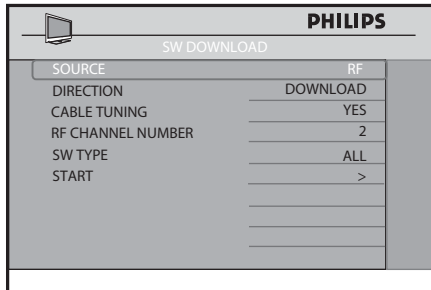 PHILIPS
SW DOWNLOAD
SOURCE RF
DIRECTION DOWNLOAD
CABLE TUNING YES
RF CHANNEL NUMBER 2
SW TYPE ALL
START >